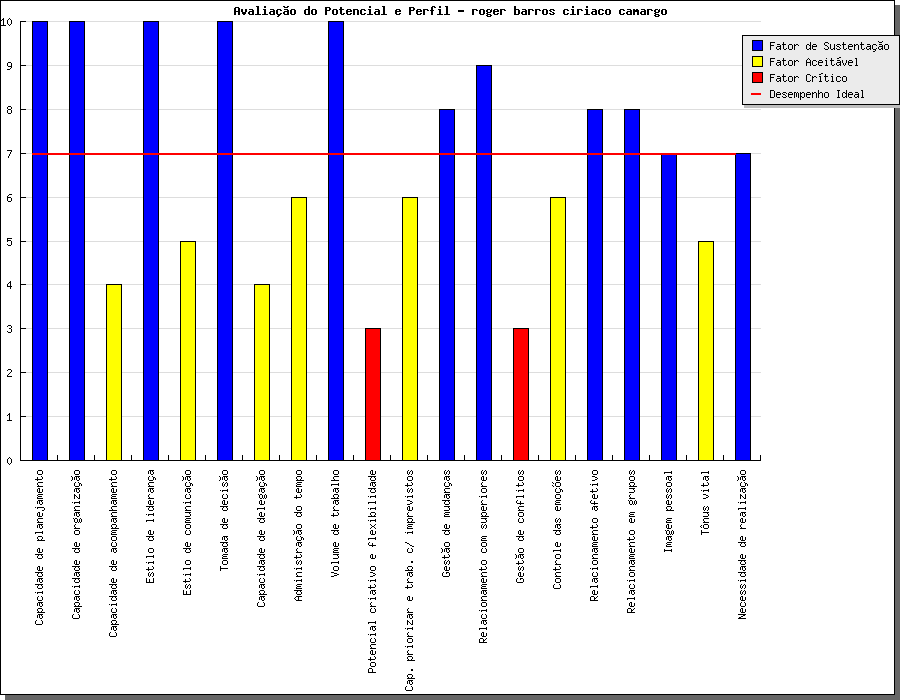 Avaliação do Potencial e Perfil - roger barros ciriaco camargo
Fator de Sustentação
Fator Aceitável
Fator Crítico
Desempenho Ideal
10
9
8
7
6
5
4
3
2
1
0
Capacidade de planejamento
Capacidade de organização
Capacidade de acompanhamento
Estilo de liderança
Estilo de comunicação
Tomada de decisão
Capacidade de delegação
Administração do tempo
Volume de trabalho
Potencial criativo e flexibilidade
Cap. priorizar e trab. c/ imprevistos
Gestão de mudanças
Relacionamento com superiores
Gestão de conflitos
Controle das emoções
Relacionamento afetivo
Relacionamento em grupos
Imagem pessoal
Tônus vital
Necessidade de realização